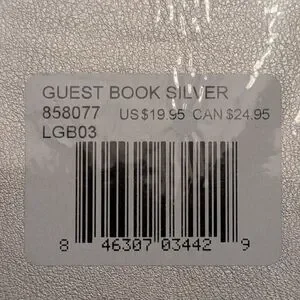 GUEST BOOK SILVER
858077 US$19.95 CAN $24.95
LGB03
8 46307 03442 9